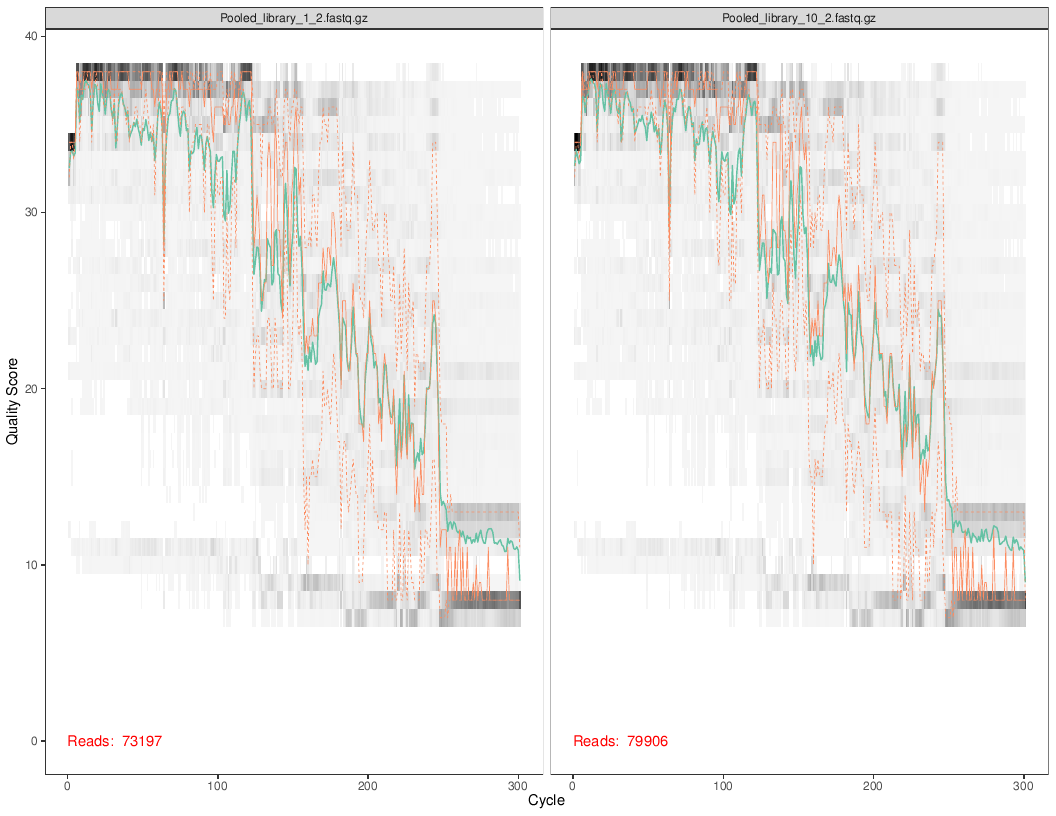 Pooled_library_1_2.fastq.gz
Pooled_library_10_2.fastq.gz
Quality Score
40
30
20
10
0
Reads: 73197
Reads: 79906
0
100
200
300
0
100
200
300
Cycle